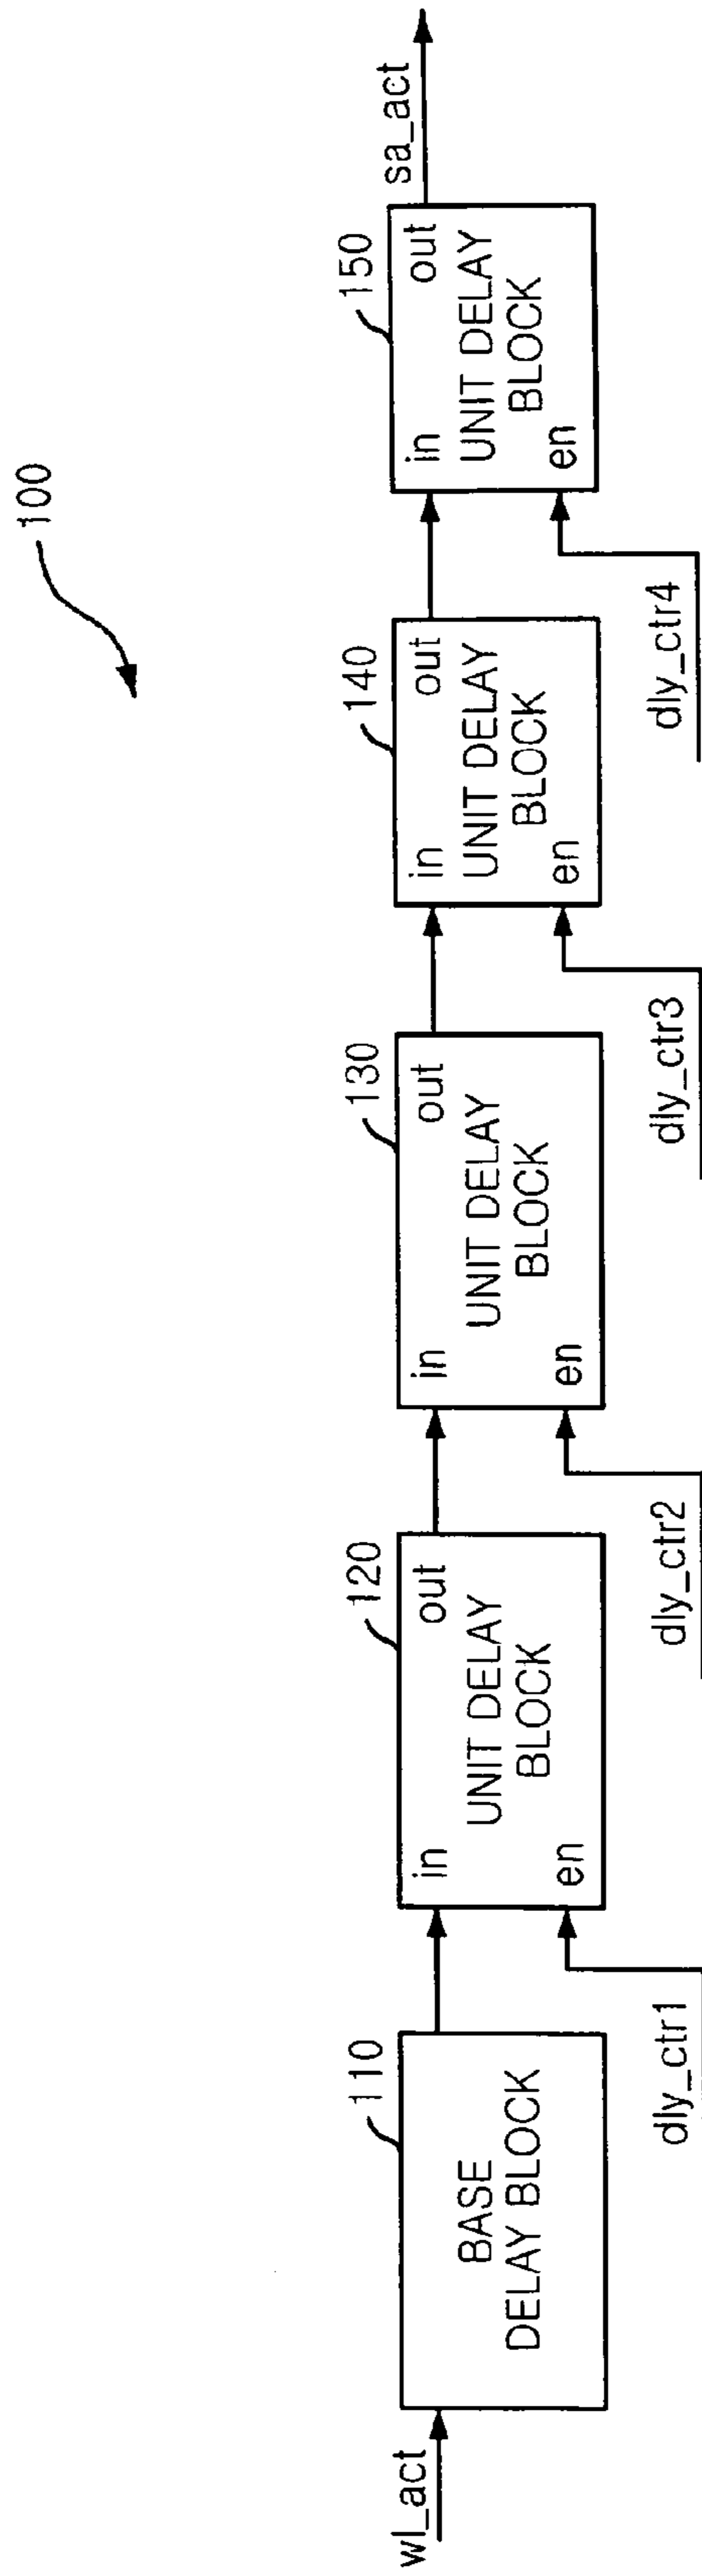 100
wl_act
BASE
DELAY BLOCK
110
dly_ctr1
in
en
UNIT DELAY
BLOCK
out
120
dly_ctr2
in
en
UNIT DELAY
BLOCK
out
130
dly_ctr3
in
en
UNIT DELAY
BLOCK
out
140
dly_ctr4
in
en
UNIT DELAY
BLOCK
out
150
sa_act